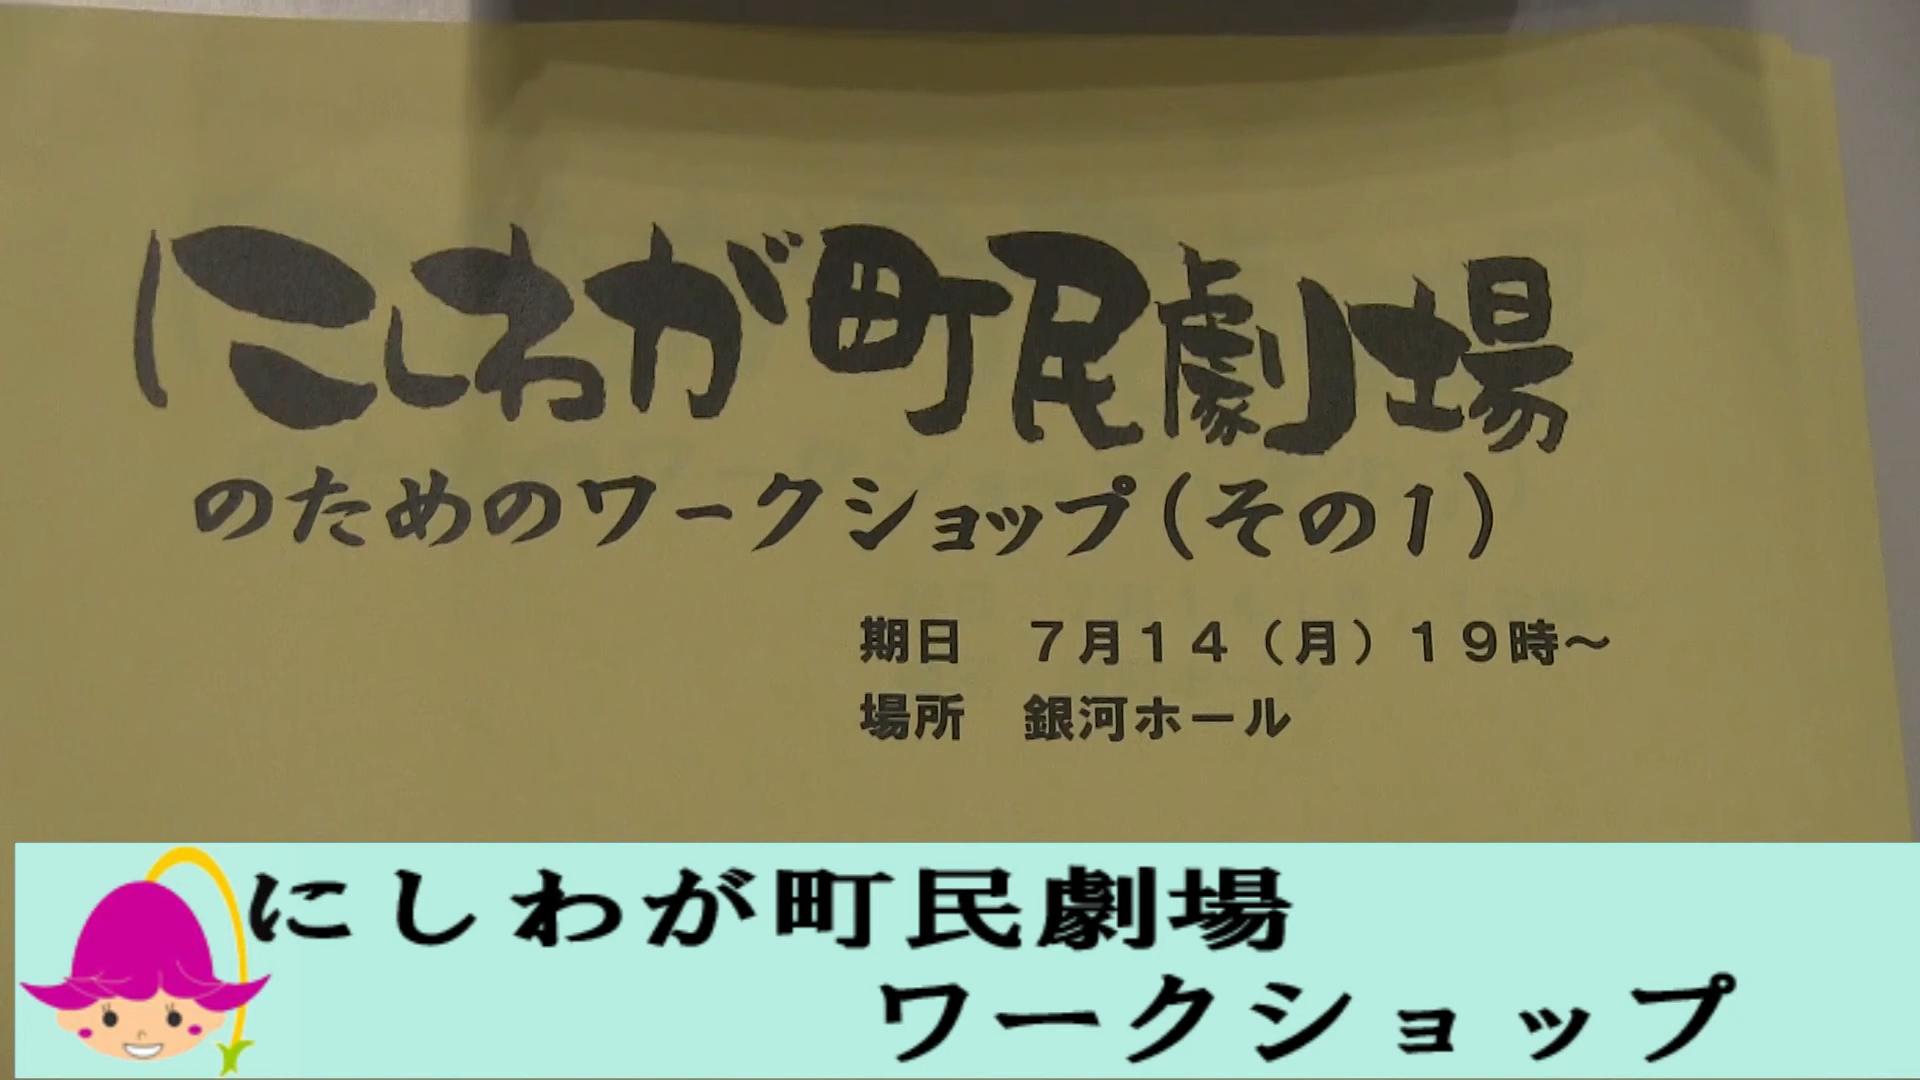 にしわが町民劇場
のためのワークショップ(その1)
期日　７月１４（月）１９時～
場所　銀河ホール
にしわが町民劇場
ワークショップ